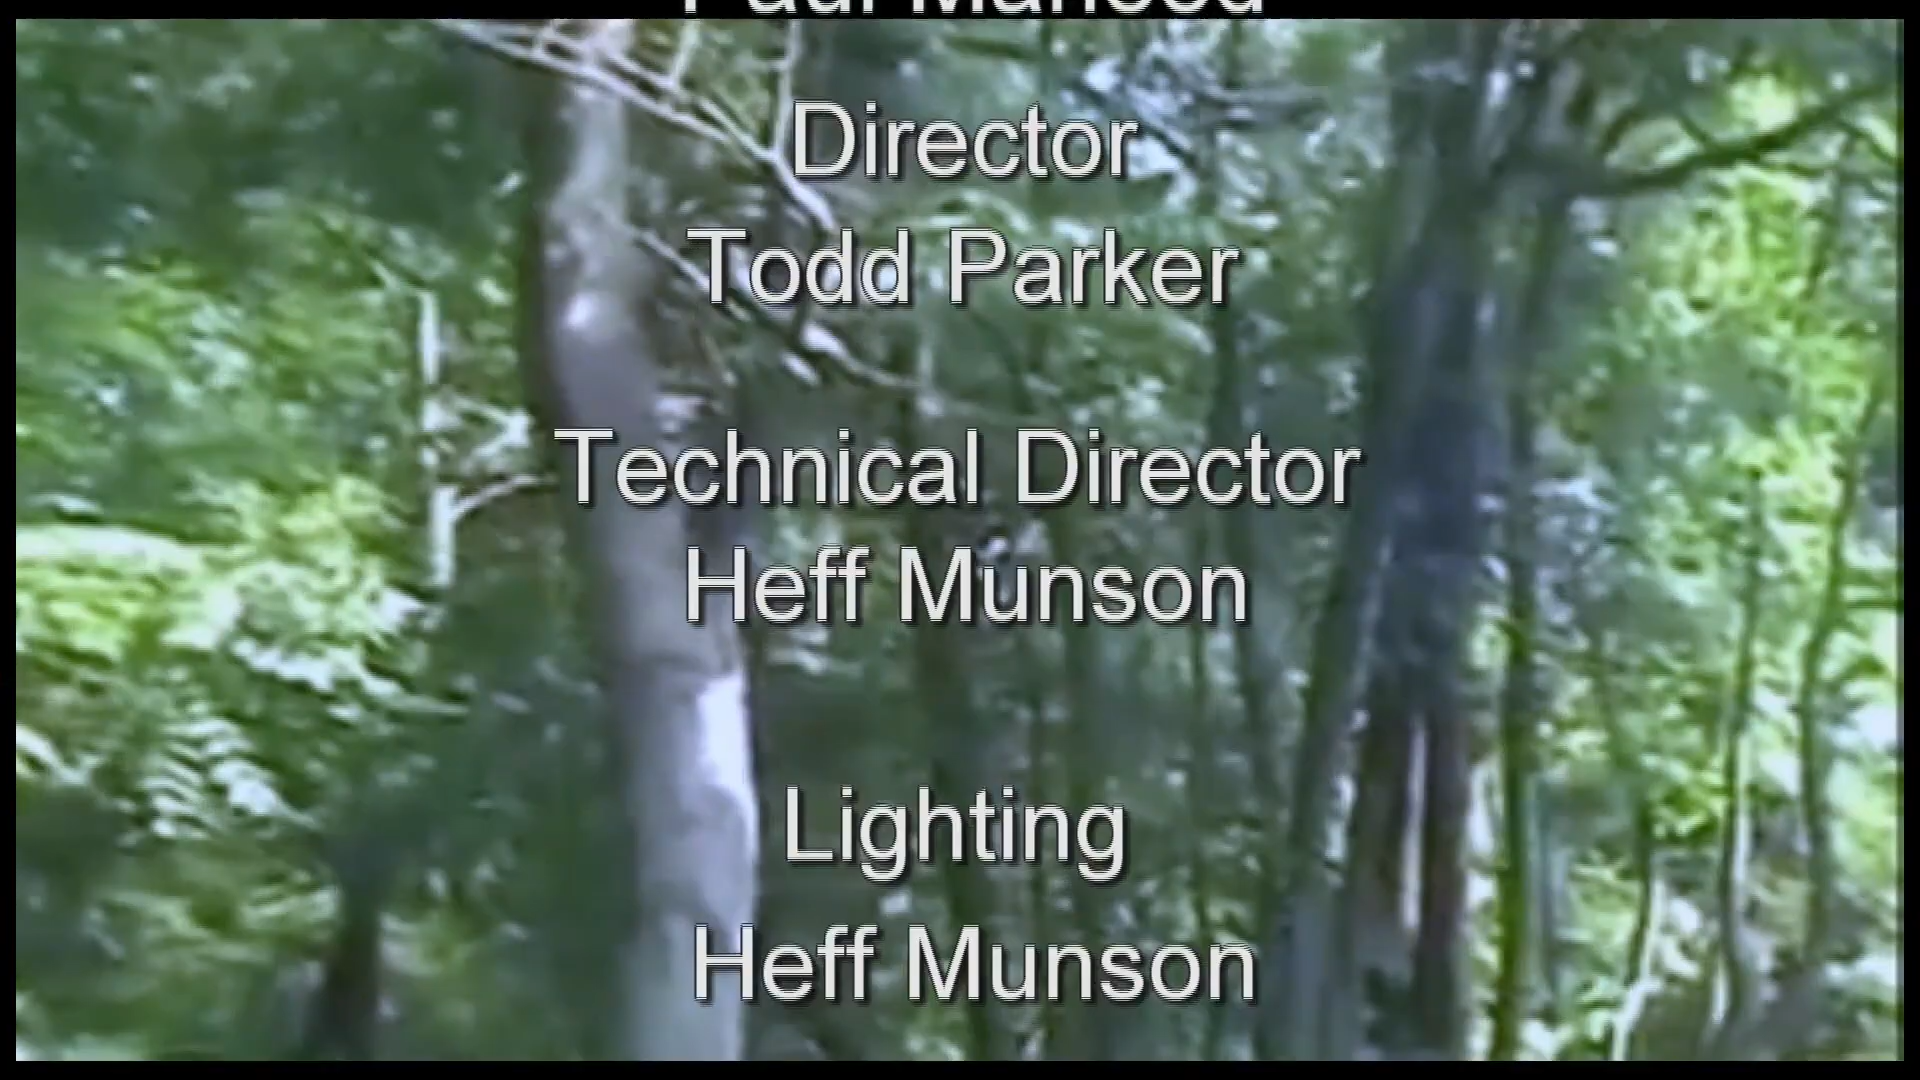 Director
Todd Parker
Technical Director
Heff Munson
Lighting
Heff Munson